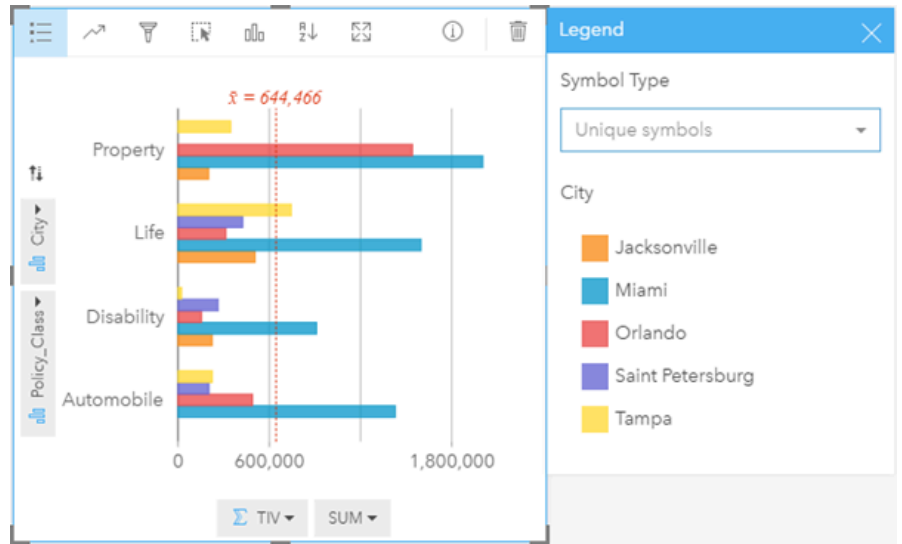 Legend
Symbol Type
Unique symbols
City
Jacksonville
Miami
Orlando
Saint Petersburg
Tampa
x̄ = 644,466
Property
Life
Disability
Automobile
City
Policy_Class
0
600,000
1,800,000
Σ TIV
SUM